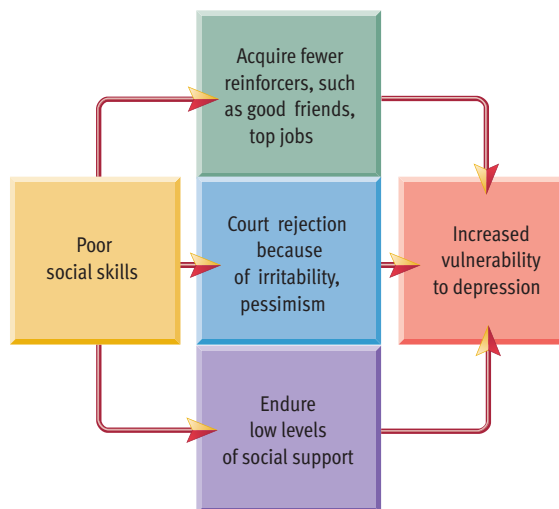 Acquire fewer
reinforcers, such
as good friends,
top jobs
Poor
social skills
Court rejection
because
of irritability,
pessimism
Increased
vulnerability
to depression
Endure
low levels
of social support